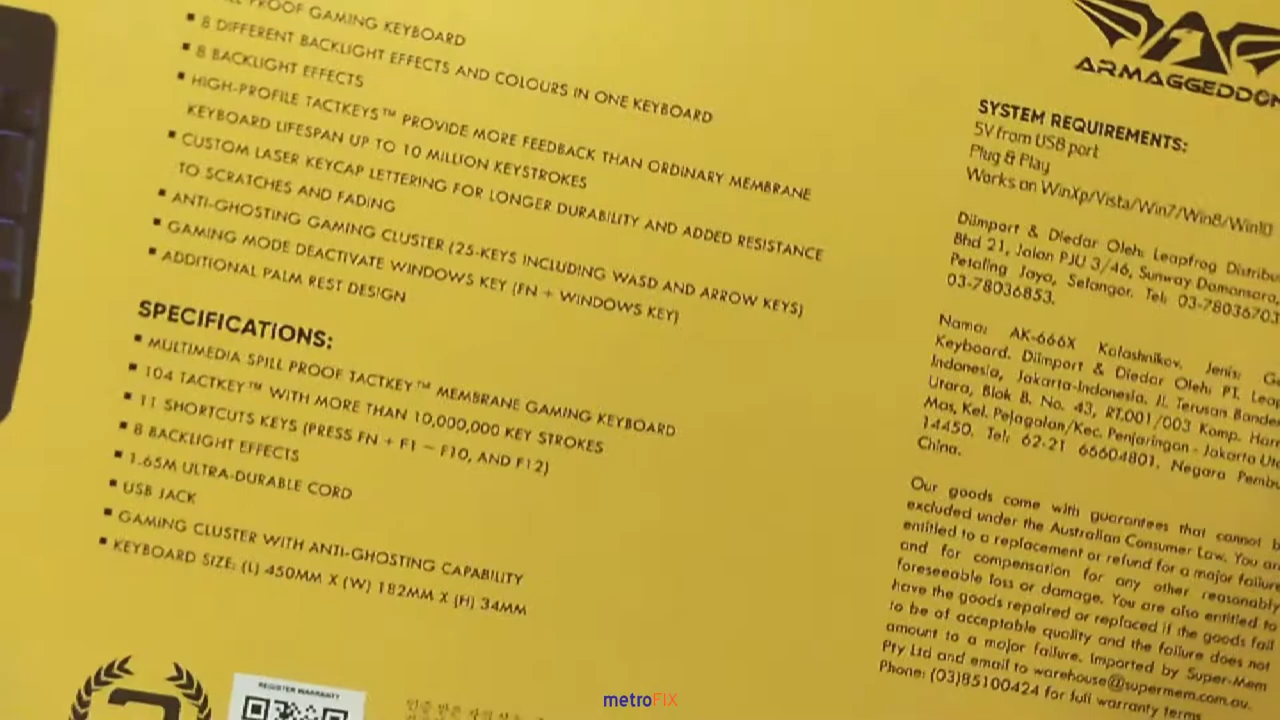 PROOF GAMING KEYBOARD
▪ 8 DIFFERENT BACKLIGHT EFFECTS AND COLOURS IN ONE KEYBOARD
▪ 8 BACKLIGHT EFFECTS
▪ HIGH-PROFILE TACTKEYS™ PROVIDE MORE FEEDBACK THAN ORDINARY MEMBRANE
KEYBOARD LIFESPAN UP TO 10 MILLION KEYSTROKES
▪ CUSTOM LASER KEYCAP LETTERING FOR LONGER DURABILITY AND ADDED RESISTANCE
TO SCRATCHES AND FADING
▪ ANTI-GHOSTING GAMING CLUSTER (25-KEYS INCLUDING WASD AND ARROW KEYS)
▪ GAMING MODE DEACTIVATE WINDOWS KEY (FN + WINDOWS KEY)
▪ ADDITIONAL PALM REST DESIGN
SPECIFICATIONS:
▪ MULTIMEDIA SPILL PROOF TACTKEY™ MEMBRANE GAMING KEYBOARD
▪ 104 TACTKEY™ WITH MORE THAN 10,000,000 KEY STROKES
▪ 11 SHORTCUTS KEYS (PRESS FN + F1 – F10, AND F12)
▪ 8 BACKLIGHT EFFECTS
▪ 1.65M ULTRA-DURABLE CORD
▪ USB JACK
▪ GAMING CLUSTER WITH ANTI-GHOSTING CAPABILITY
▪ KEYBOARD SIZE: (L) 450MM X (W) 182MM X (H) 34MM
REGISTER WARRANTY
ARMAGGEDDON
SYSTEM REQUIREMENTS:
5V from USB port
Plug & Play
Works on WinXp/Vista/Win7/Win8/Win10
Diimport & Diedar Oleh: Leapfrog Distribu
Bhd 21, Jalan PJU 3/46, Sunway Damansara,
Petaling Jaya, Selangor. Tel: 03-78036703
03-78036853.
Nama: AK-666X Kalashnikov. Jenis: Ga
Keyboard. Diimport & Diedar Oleh: PT. Leap
Indonesia, Jakarta-Indonesia. Jl. Terusan Bande
Utara, Blok B. No. 43, RT.001/003 Komp. Harm
Mas, Kel. Pejagalan/Kec. Penjaringan - Jakarta Uta
14450. Tel: 62-21 66604801. Negara Pembu
China.
Our goods come with guarantees that cannot b
excluded under the Australian Consumer Law. You are
entitled to a replacement or refund for a major failure
and for compensation for any other reasonably
foreseeable loss or damage. You are also entitled to
have the goods repaired or replaced if the goods fail
to be of acceptable quality and the failure does not
amount to a major failure. Imported by Super-Mem
Pty Ltd and email to warehouse@supermem.com.au.
Phone: (03)85100424 for full warranty terms
metroFIX